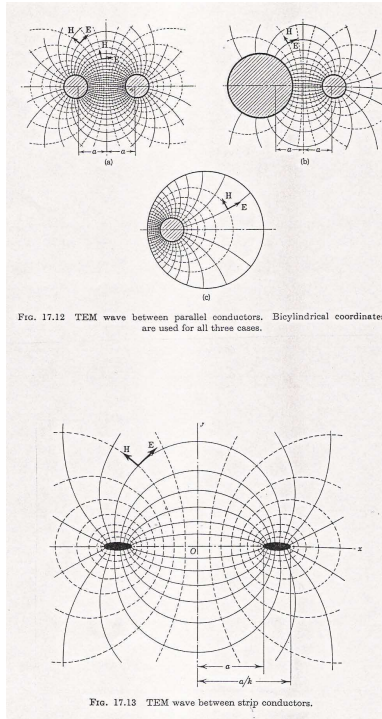 H E
H
E
a a
(a)
H
E
a a
(b)
H
E
(c)
FIG. 17.12 TEM wave between parallel conductors. Bicylindrical coordinates
are used for all three cases.
y
H E
O x
a
a/k
FIG. 17.13 TEM wave between strip conductors.